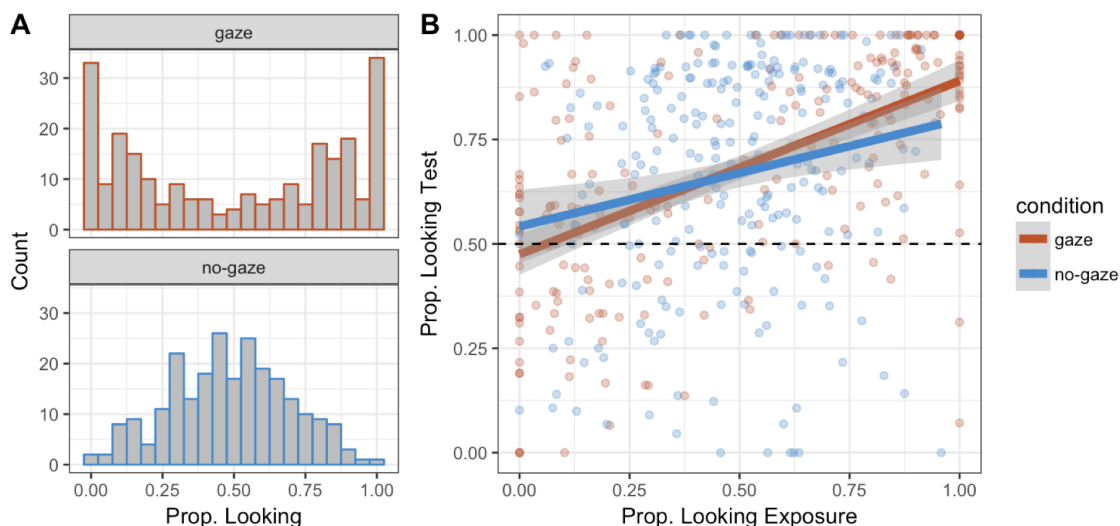 A
gaze
30
20
10
0
no-gaze
30
20
10
0
0.00 0.25 0.50 0.75 1.00
Prop. Looking
Count
B
1.00
0.75
0.50
0.25
0.00
0.00 0.25 0.50 0.75 1.00
Prop. Looking Exposure
Prop. Looking Test
condition
gaze
no-gaze